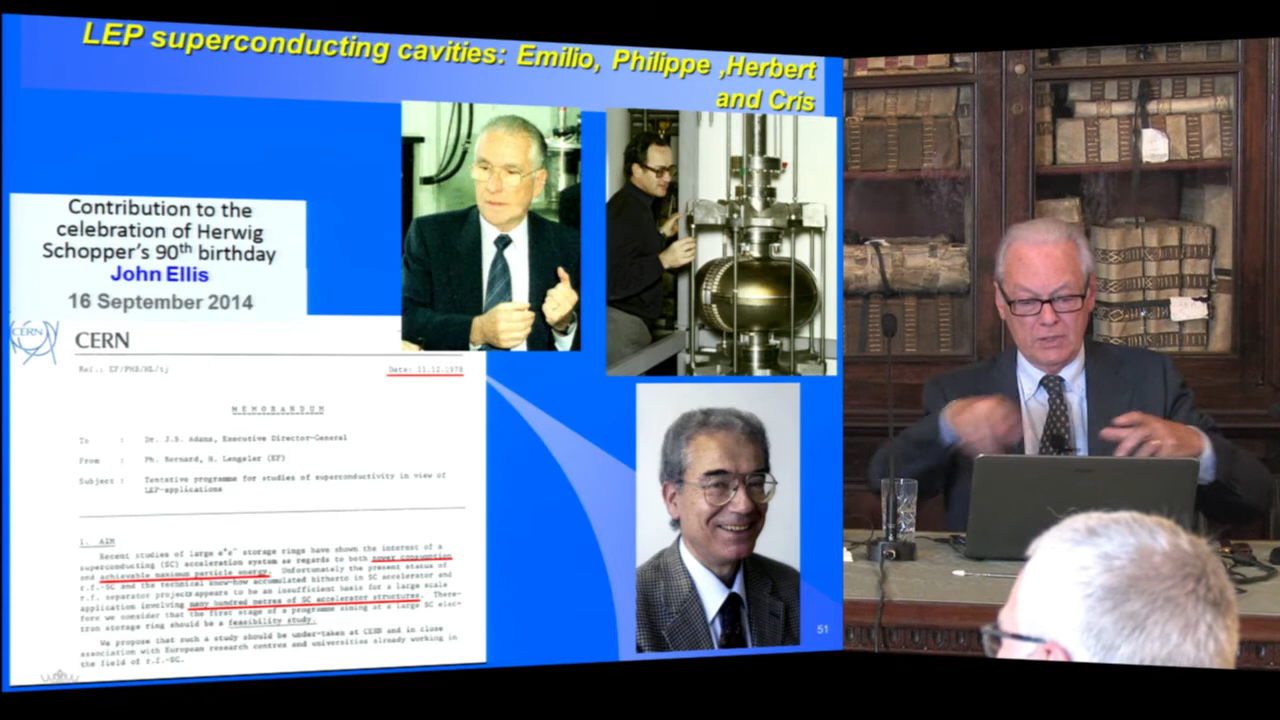 LEP superconducting cavities: Emilio, Philippe ,Herbert
and Cris
Contribution to the
celebration of Herwig
Schopper's 90th birthday
John Ellis
16 September 2014
CERN
CERN
Date: 11.12.1978
MEMORANDUM
To : Dr. J.B. Adams, Executive Director-General
From : Ph. Bernard, H. Lengeler (EF)
Subject : Tentative programme for studies of superconductivity in view of
LEP-applications
1. AIM
Recent studies of large e+e- storage rings have shown the interest of a
superconducting (SC) acceleration system as regards to both power consumption
and achievable maximum particle energy. Unfortunately the present status of
r.f.-SC and the technical know-how accumulated hitherto in SC accelerator and
r.f. separator projects appears to be an insufficient basis for a large scale
application involving many hundred metres of SC accelerator structures. There-
fore we consider that the first stage of a programme aiming at a large SC elec-
tron storage ring should be a feasibility study.
We propose that such a study should be under-taken at CERN and in close
association with European research centres and universities already working in
the field of r.f.-SC.
51